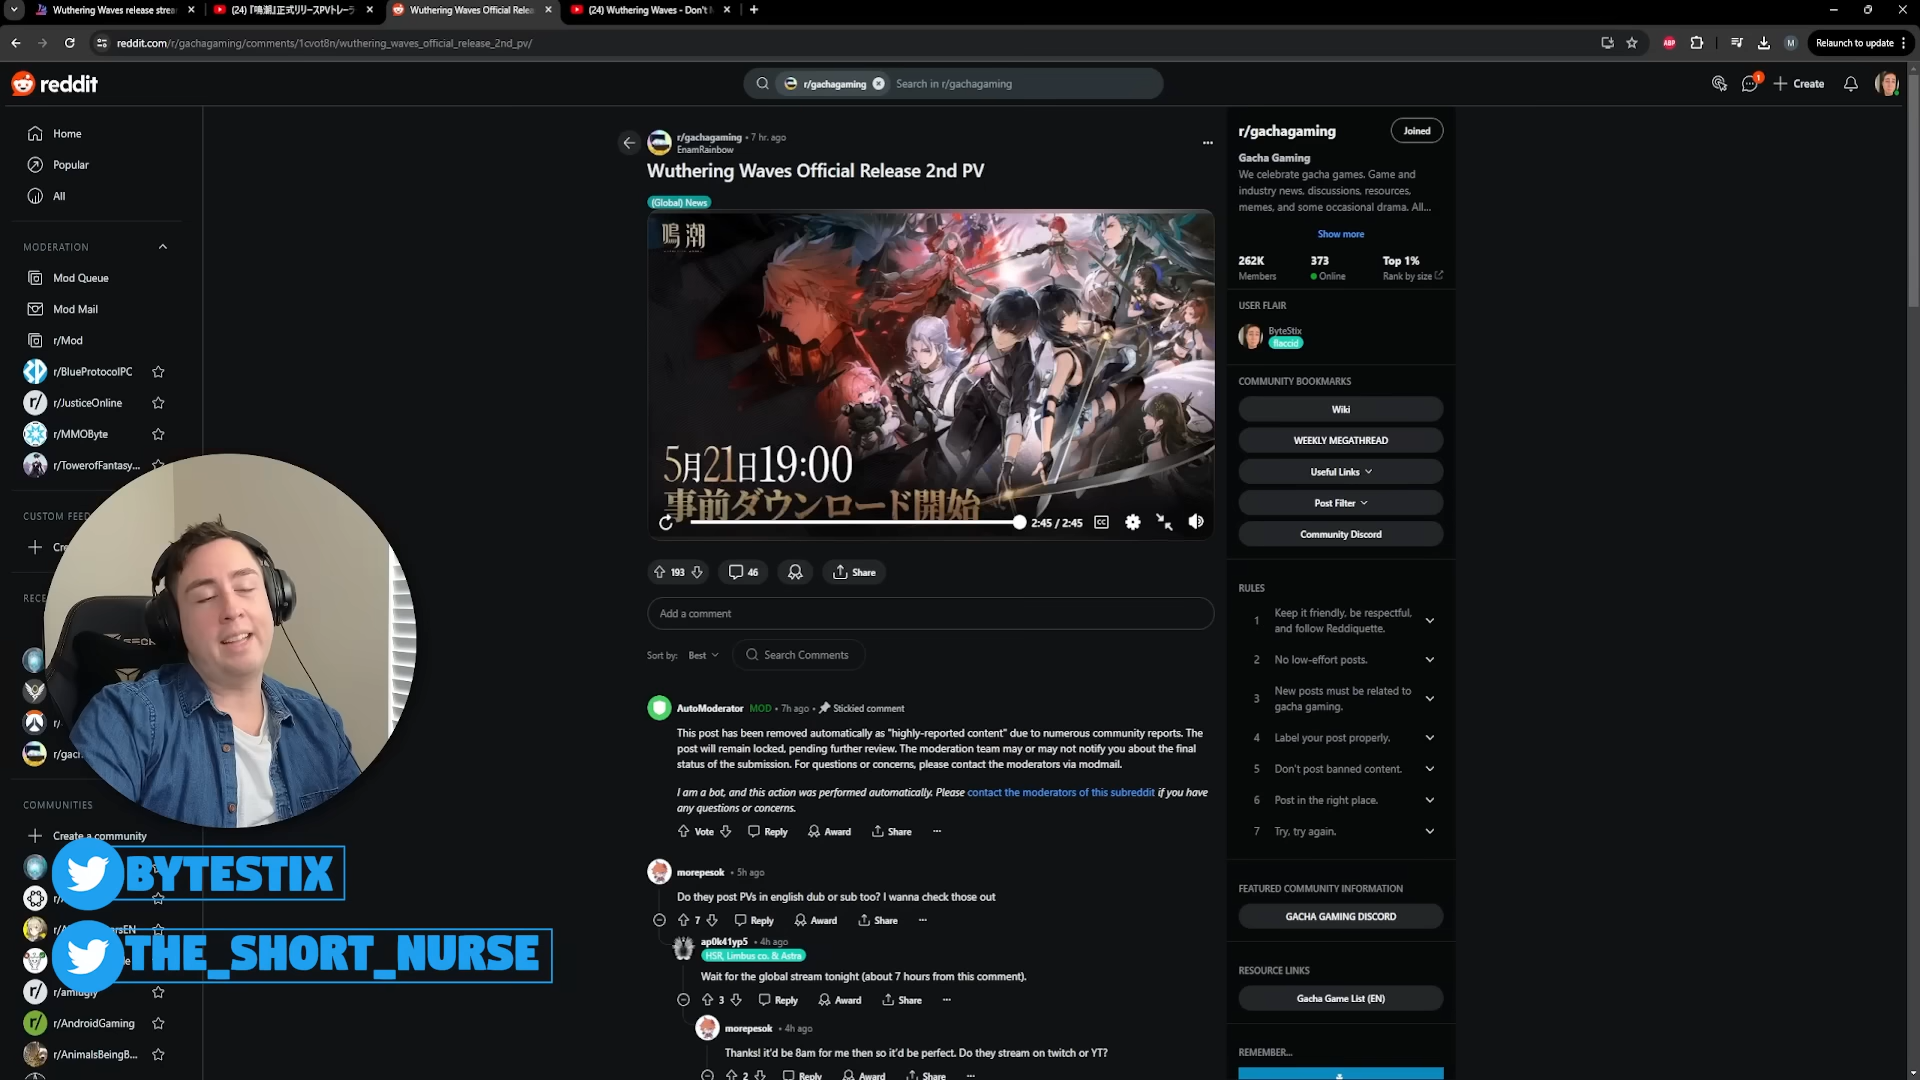 Wuthering Waves release strea
(24) 『鳴潮』正式リリースPVトレーラ
Wuthering Waves Official Relea
(24) Wuthering Waves - Don't
reddit.com/r/gachagaming/comments/1cvot8n/wuthering_waves_official_release_2nd_pv/
ABP
M
Relaunch to update
reddit
r/gachagaming
Search in r/gachagaming
1
Create
Home
Popular
All
MODERATION
Mod Queue
Mod Mail
r/Mod
r/BlueProtocolPC
r/JusticeOnline
r/MMOByte
r/TowerofFantasy...
CUSTOM FEE
Cre
RECE
r/
r/gach
COMMUNITIES
Create a community
BYTESTIX
THE_SHORT_NURSE
r/AndroidGaming
r/AnimalsBeingB...
r/gachagaming • 7 hr. ago
EnamRainbow
Wuthering Waves Official Release 2nd PV
(Global) News
鳴潮
5月21日19:00
事前ダウンロード開始
2:45 / 2:45
CC
193
46
Share
Add a comment
Sort by: Best
Search Comments
AutoModerator MOD • 7h ago • Stickied comment
This post has been removed automatically as "highly-reported content" due to numerous community reports. The
post will remain locked, pending further review. The moderation team may or may not notify you about the final
status of the submission. For questions or concerns, please contact the moderators via modmail.
I am a bot, and this action was performed automatically. Please contact the moderators of this subreddit if you have
any questions or concerns.
Vote Reply Award Share
morepesok • 5h ago
Do they post PVs in english dub or sub too? I wanna check those out
7 Reply Award Share
ap0k41yp5 • 4h ago
HSR, Limbus co. & Astra
Wait for the global stream tonight (about 7 hours from this comment).
3 Reply Award Share
morepesok • 4h ago
Thanks! it'd be 8am for me then so it'd be perfect. Do they stream on twitch or YT?
2 Reply Award Share
r/gachagaming
Joined
Gacha Gaming
We celebrate gacha games. Game and
industry news, discussions, resources,
memes, and some occasional drama. All...
Show more
262K 373 Top 1%
Members Online Rank by size
USER FLAIR
ByteStix
flaccid
COMMUNITY BOOKMARKS
Wiki
WEEKLY MEGATHREAD
Useful Links
Post Filter
Community Discord
RULES
1 Keep it friendly, be respectful,
and follow Reddiquette.
2 No low-effort posts.
3 New posts must be related to
gacha gaming.
4 Label your post properly.
5 Don't post banned content.
6 Post in the right place.
7 Try, try again.
FEATURED COMMUNITY INFORMATION
GACHA GAMING DISCORD
RESOURCE LINKS
Gacha Game List (EN)
REMEMBER...